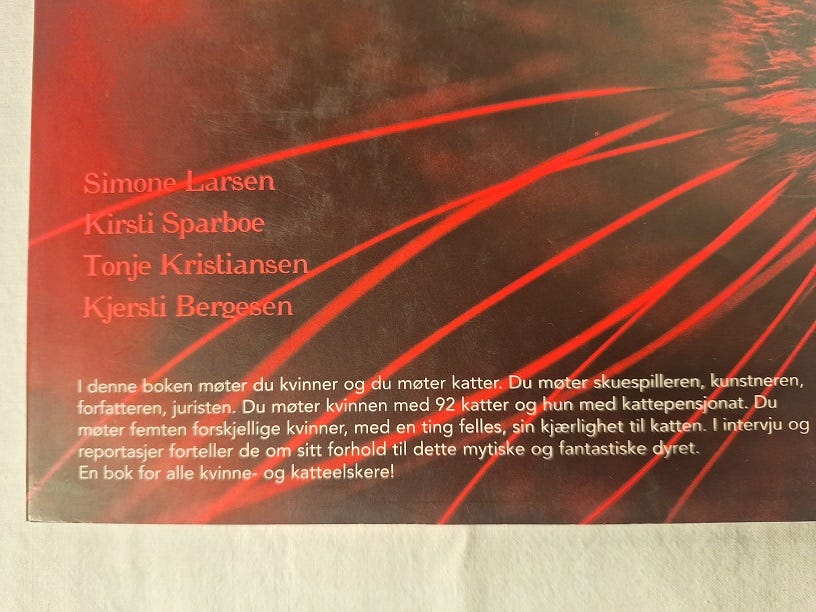 Simone Larsen
Kirsti Sparboe
Tonje Kristiansen
Kjersti Bergesen
I denne boken møter du kvinner og du møter katter. Du møter skuespilleren, kunstneren,
forfatteren, juristen. Du møter kvinnen med 92 katter og hun med kattepensjonat. Du
møter femten forskjellige kvinner, med en ting felles, sin kjærlighet til katten. I intervju og
reportasjer forteller de om sitt forhold til dette mytiske og fantastiske dyret.
En bok for alle kvinne- og katteelskere!